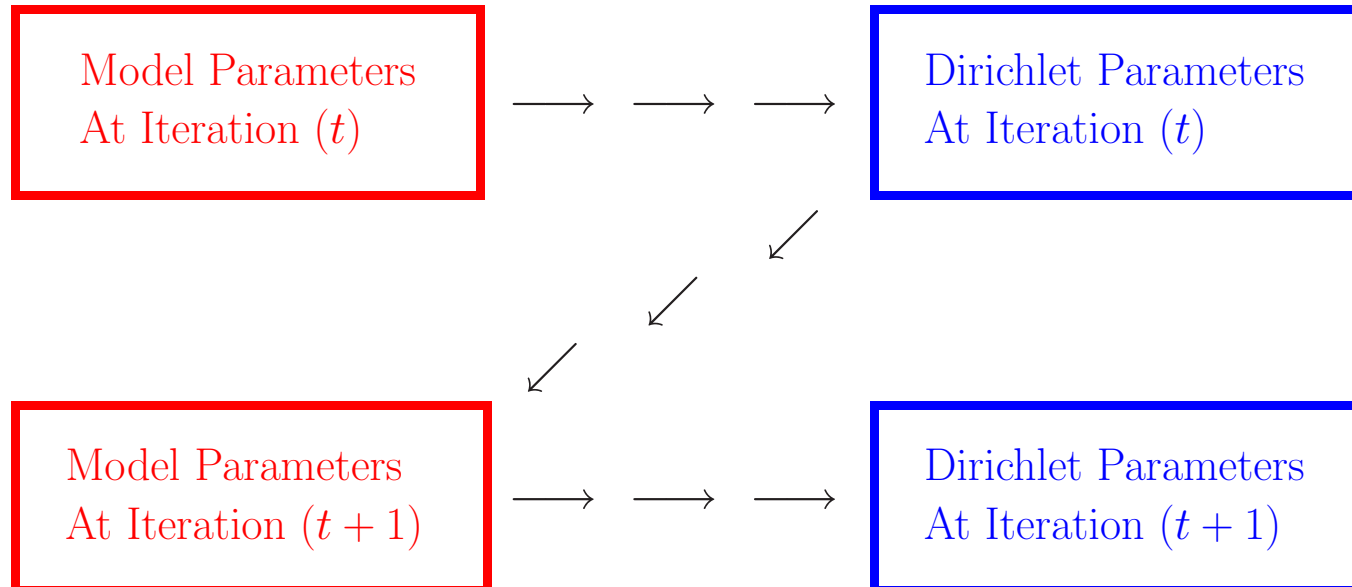 Model Parameters
At Iteration (t)
Dirichlet Parameters
At Iteration (t)
Model Parameters
At Iteration (t + 1)
Dirichlet Parameters
At Iteration (t + 1)